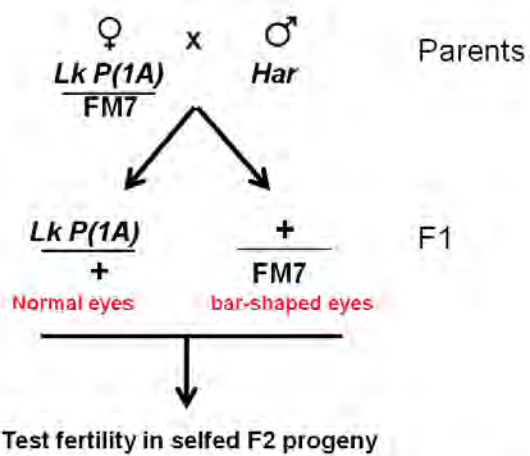 ♀ x ♂ Parents
Lk P(1A) Har
FM7
Lk P(1A) + F1
+ FM7
Normal eyes bar-shaped eyes
Test fertility in selfed F2 progeny